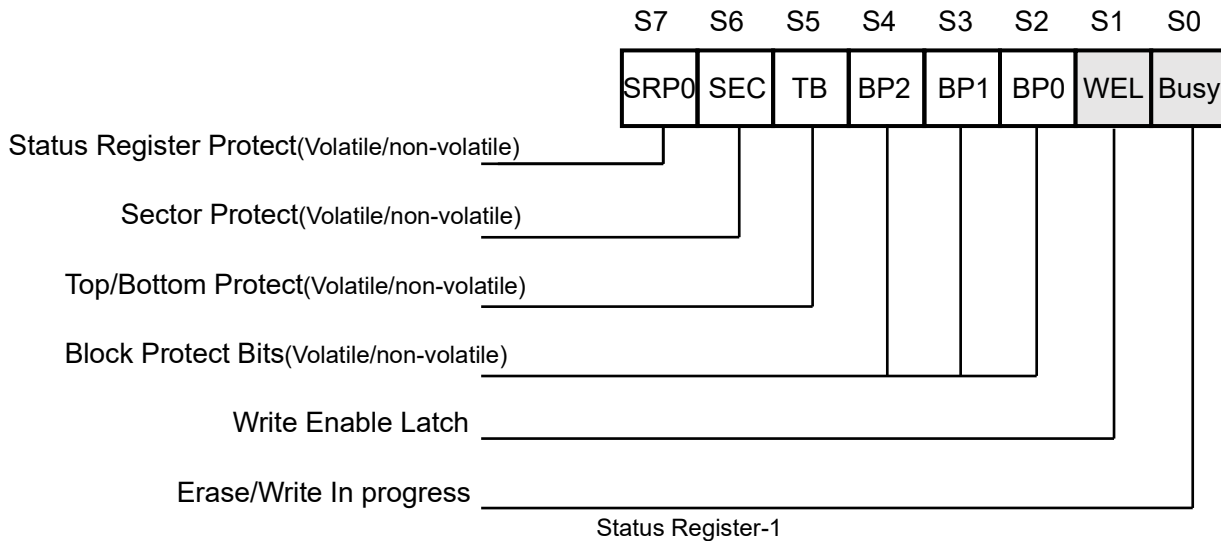 S7 S6 S5 S4 S3 S2 S1 S0
SRP0 SEC TB BP2 BP1 BP0 WEL Busy
Status Register Protect(Volatile/non-volatile)
Sector Protect(Volatile/non-volatile)
Top/Bottom Protect(Volatile/non-volatile)
Block Protect Bits(Volatile/non-volatile)
Write Enable Latch
Erase/Write In progress
Status Register-1